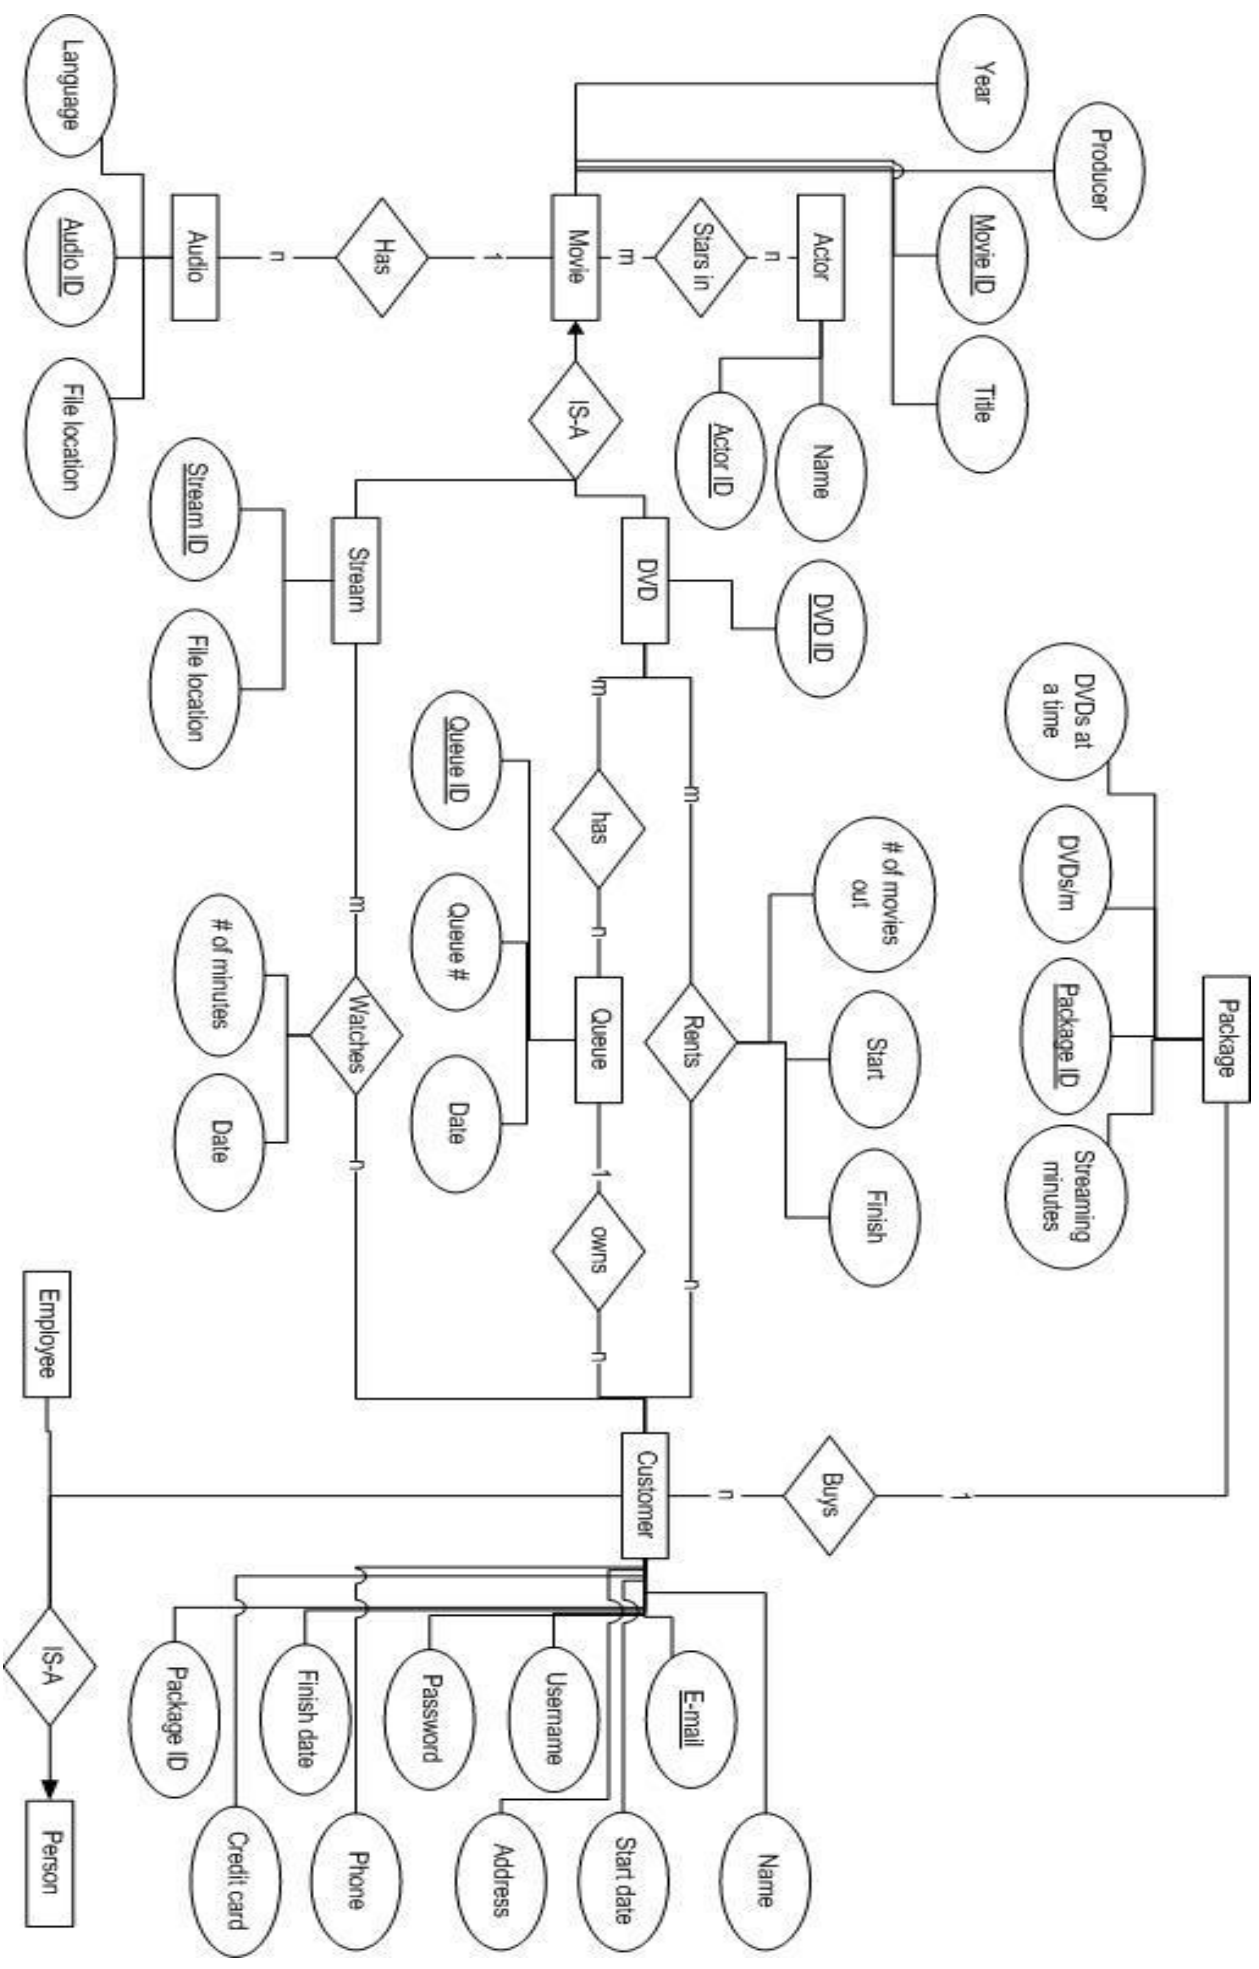 Package
Producer
DVDs at
a time
DVDs/m
Package ID
Streaming
minutes
Year
Movie ID
Title
1
# of movies
out
Start
Finish
Actor
Name
DVD ID
Buys
n
Name
Actor ID
n
Stars in
m
m
Rents
n
E-mail
DVD
Customer
Start date
Movie
IS-A
m
has
n
Queue
1
owns
n
Username
Address
1
Queue ID
Queue #
Date
Password
Has
Stream
m
Watches
n
Phone
Finish date
n
# of minutes
Date
Credit card
Audio
Stream ID
File location
Package ID
Language
Audio ID
File location
Employee
IS-A
Person